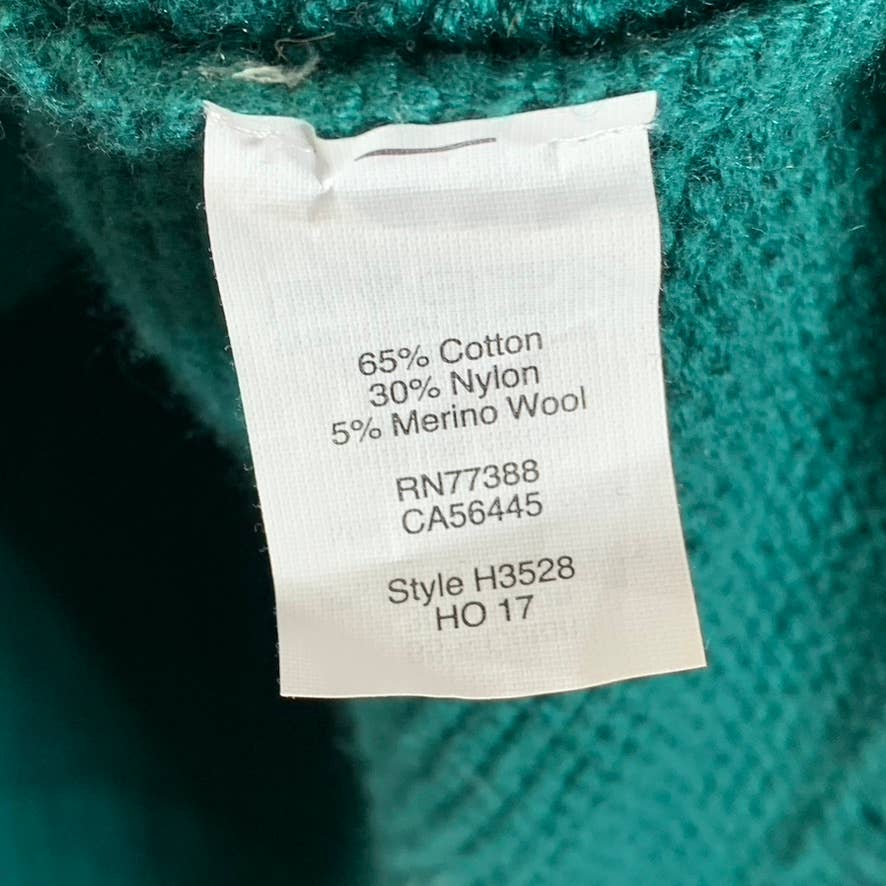 65% Cotton
30% Nylon
5% Merino Wool
RN77388
CA56445
Style H3528
HO 17